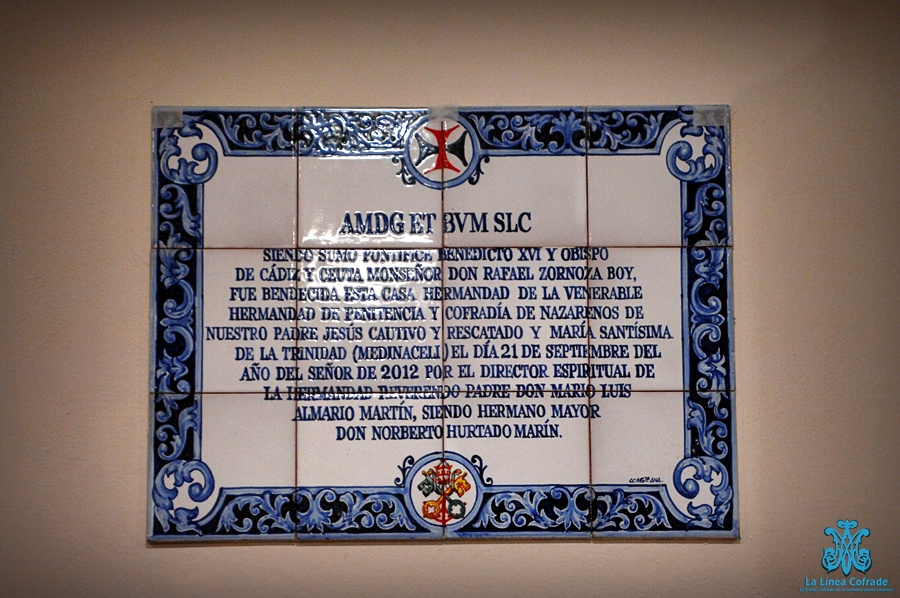 AMDG ET BVM SLC
SIENDO SUMO PONTIFICE BENEDICTO XVI Y OBISPO
DE CÁDIZ Y CEUTA MONSEÑOR DON RAFAEL ZORNOZA BOY,
FUE BENDECIDA ESTA CASA HERMANDAD DE LA VENERABLE
HERMANDAD DE PENITENCIA Y COFRADÍA DE NAZARENOS DE
NUESTRO PADRE JESÚS CAUTIVO Y RESCATADO Y MARÍA SANTÍSIMA
DE LA TRINIDAD (MEDINACELI) EL DÍA 21 DE SEPTIEMBRE DEL
AÑO DEL SEÑOR DE 2012 POR EL DIRECTOR ESPIRITUAL DE
LA HERMANDAD REVERENDO PADRE DON MARIO LUIS
ALMARIO MARTÍN, SIENDO HERMANO MAYOR
DON NORBERTO HURTADO MARÍN.
La Línea Cofrade